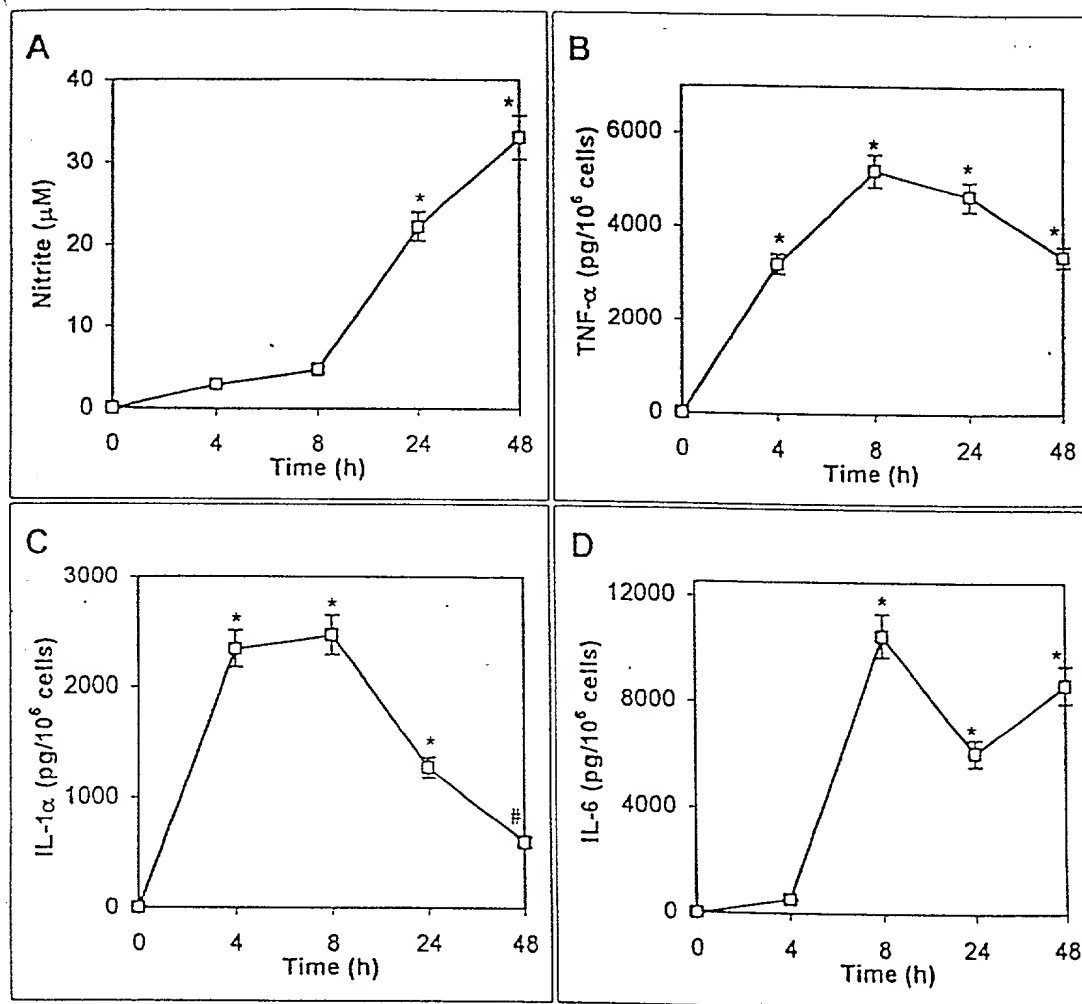 A
Nitrite (μM)
40
30
20
10
0
*
*
0 4 8 24 48
Time (h)
B
TNF-α (pg/10⁶ cells)
6000
4000
2000
0
* * * *
0 4 8 24 48
Time (h)
C
IL-1α (pg/10⁶ cells)
3000
2000
1000
0
* * * #
0 4 8 24 48
Time (h)
D
IL-6 (pg/10⁶ cells)
12000
8000
4000
0
* * *
0 4 8 24 48
Time (h)